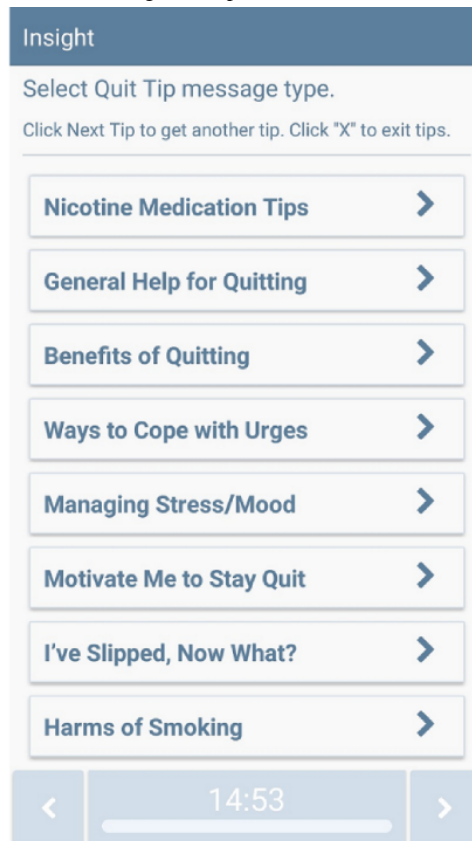 Insight
Select Quit Tip message type.
Click Next Tip to get another tip. Click "X" to exit tips.
Nicotine Medication Tips
General Help for Quitting
Benefits of Quitting
Ways to Cope with Urges
Managing Stress/Mood
Motivate Me to Stay Quit
I've Slipped, Now What?
Harms of Smoking
14:53